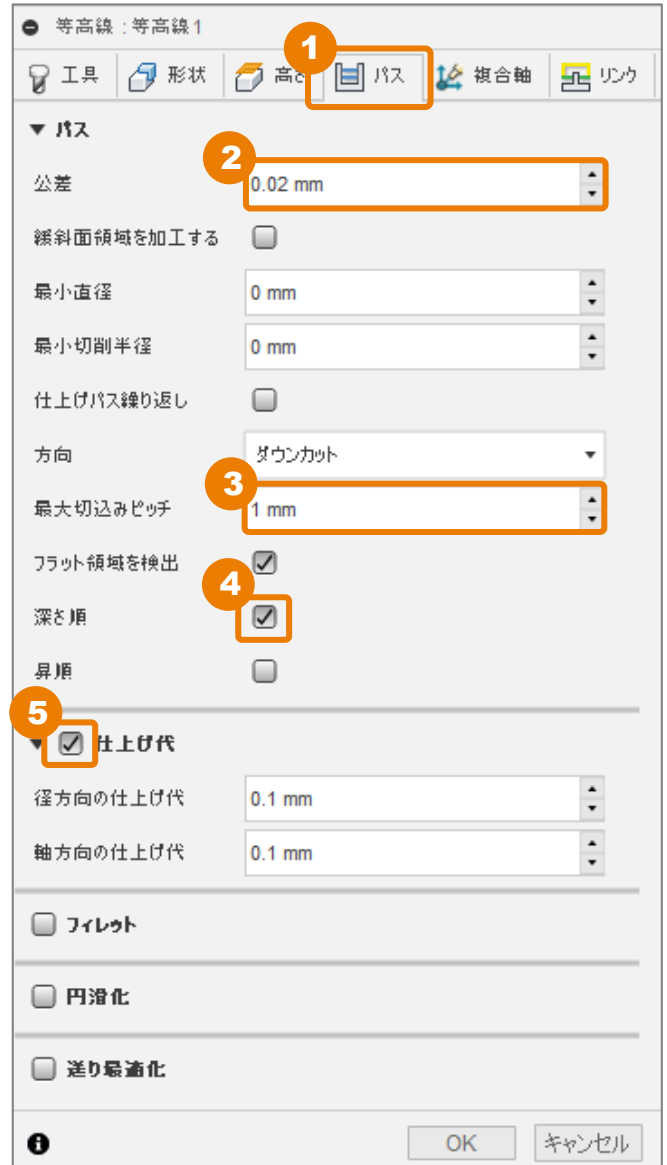 等高線 : 等高線1
1
工具 形状 高さ パス 複合軸 リンク
▼ パス
2
公差 0.02 mm
緩斜面領域を加工する
最小直径 0 mm
最小切削半径 0 mm
仕上げパス繰り返し
方向 ダウンカット
3
最大切込みピッチ 1 mm
フラット領域を検出
4
深さ順
昇順
5
仕上げ代
径方向の仕上げ代 0.1 mm
軸方向の仕上げ代 0.1 mm
フィレット
円滑化
送り最適化
OK キャンセル